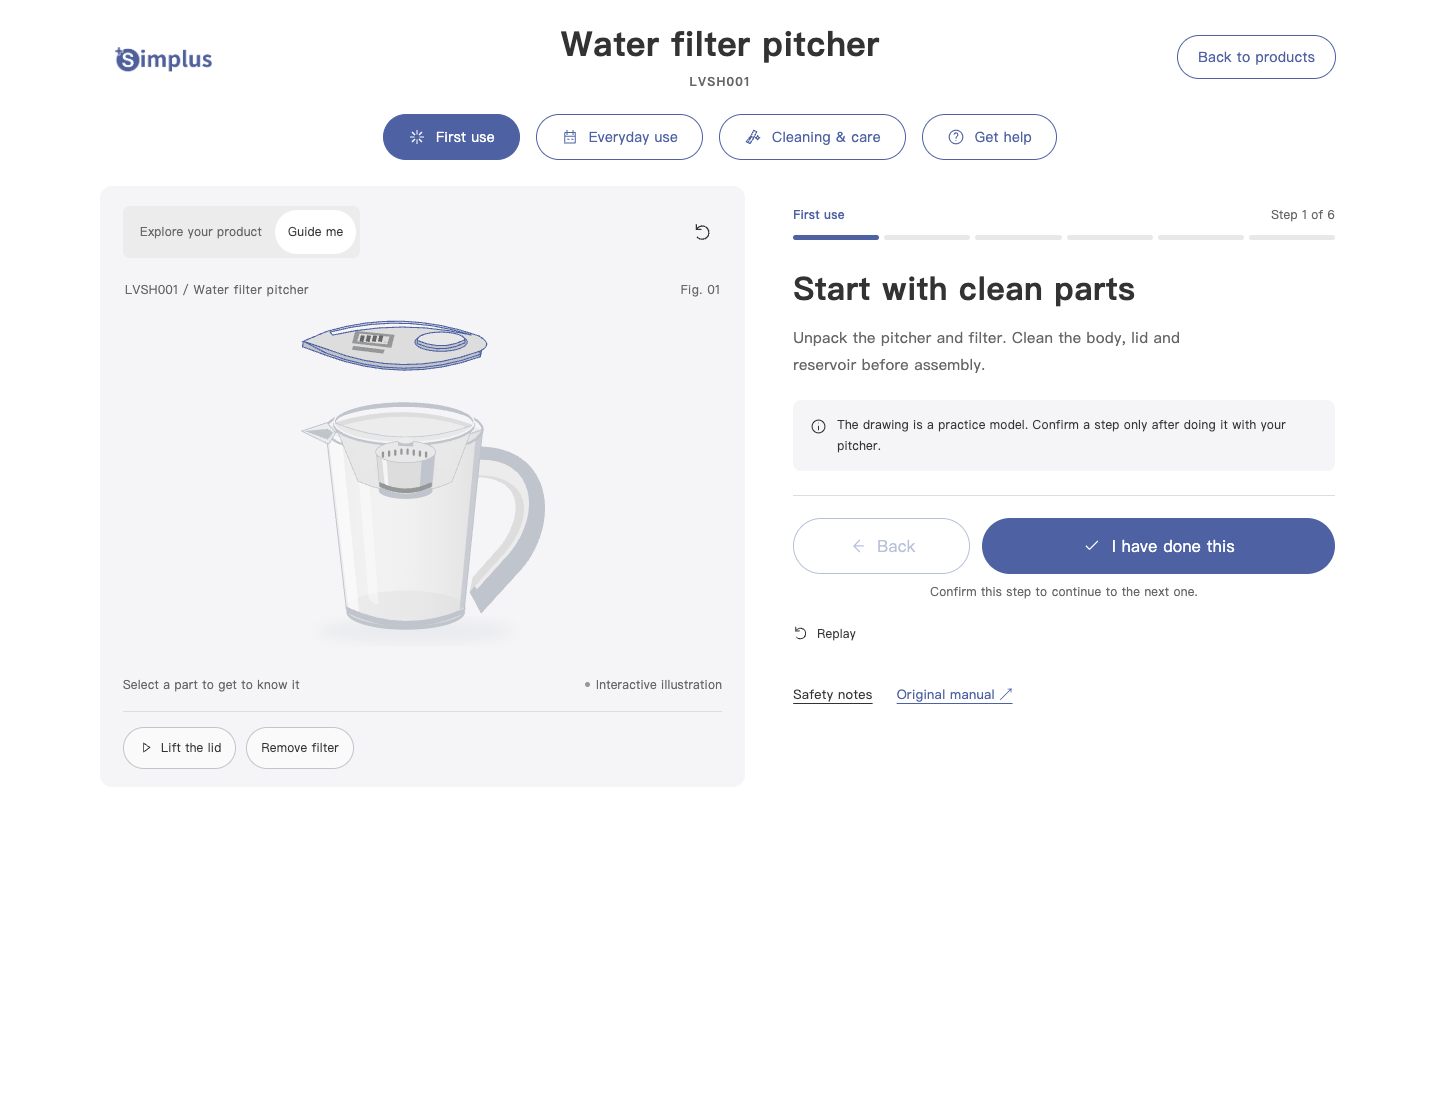 Simplus
Water filter pitcher
LVSH001
Back to products
First use
Everyday use
Cleaning & care
Get help
Explore your product
Guide me
LVSH001 / Water filter pitcher
Fig. 01
Select a part to get to know it
Interactive illustration
Lift the lid
Remove filter
First use
Step 1 of 6
Start with clean parts
Unpack the pitcher and filter. Clean the body, lid and
reservoir before assembly.
The drawing is a practice model. Confirm a step only after doing it with your
pitcher.
Back
I have done this
Confirm this step to continue to the next one.
Replay
Safety notes
Original manual